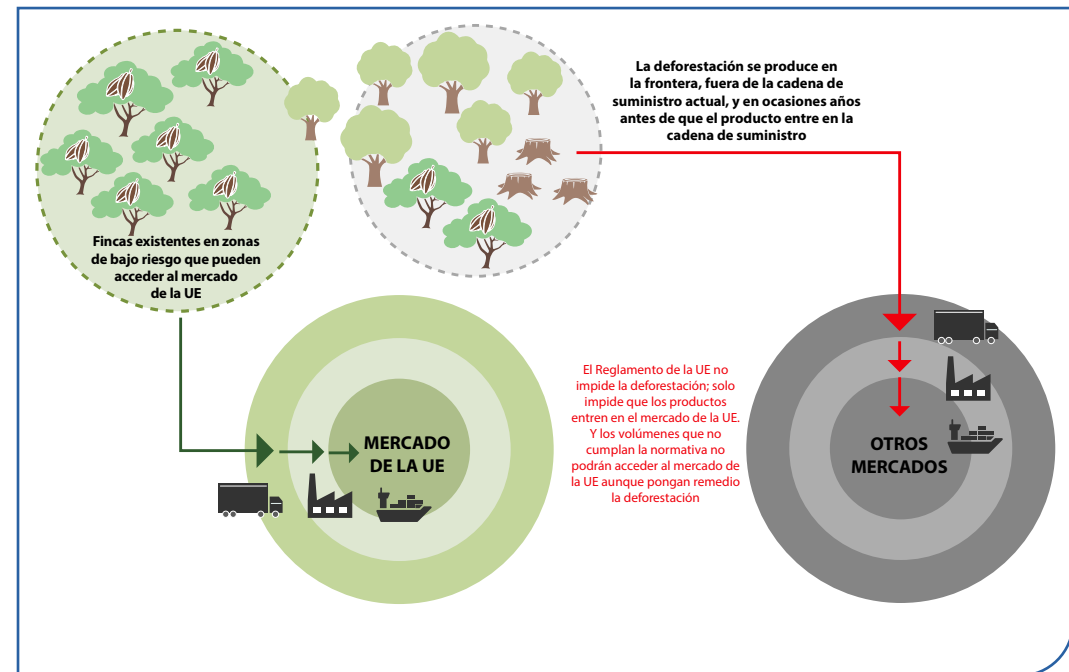 La deforestación se produce en
la frontera, fuera de la cadena de
suministro actual, y en ocasiones años
antes de que el producto entre en la
cadena de suministro
Fincas existentes en zonas
de bajo riesgo que pueden
acceder al mercado
de la UE
MERCADO
DE LA UE
El Reglamento de la UE no
impide la deforestación; solo
impide que los productos
entren en el mercado de la UE.
Y los volúmenes que no
cumplan la normativa no
podrán acceder al mercado de
la UE aunque pongan remedio
la deforestación
OTROS
MERCADOS